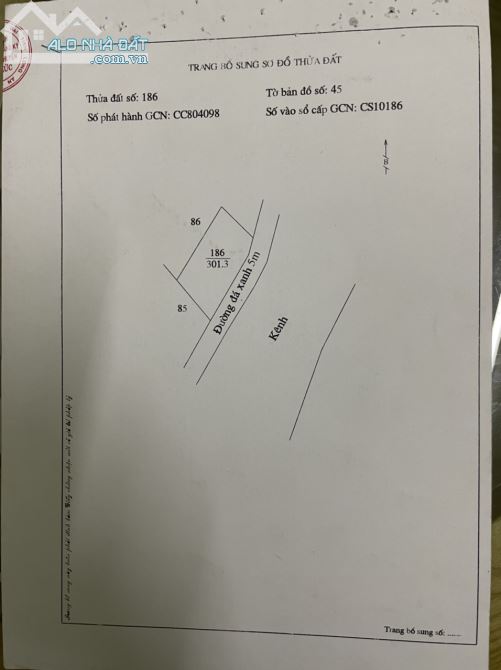 ALO NHÀ ĐẤT
.com.vn
TRANG BỔ SUNG SƠ ĐỒ THỬA ĐẤT
Thửa đất số: 186
Tờ bản đồ số: 45
Số phát hành GCN: CC804098
Số vào sổ cấp GCN: CS10186
86
186
301.3
85
Đường đá xanh 5m
Kênh
Trang bổ sung số: ......